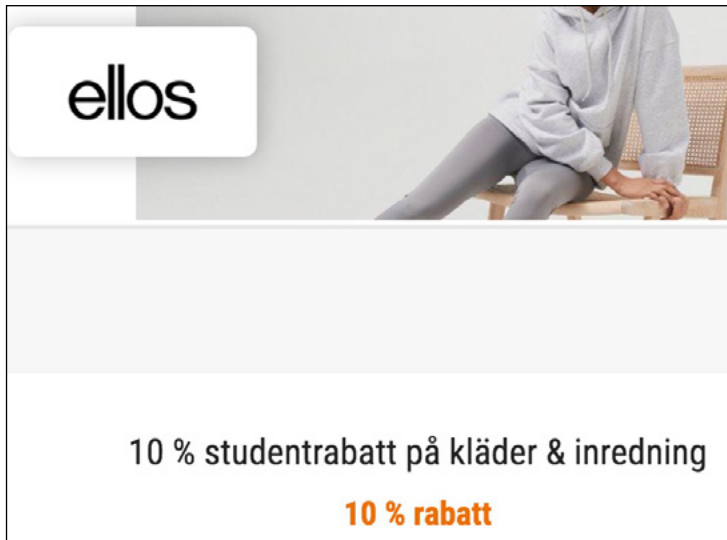 ellos
10 % studentrabatt på kläder & inredning
10 % rabatt